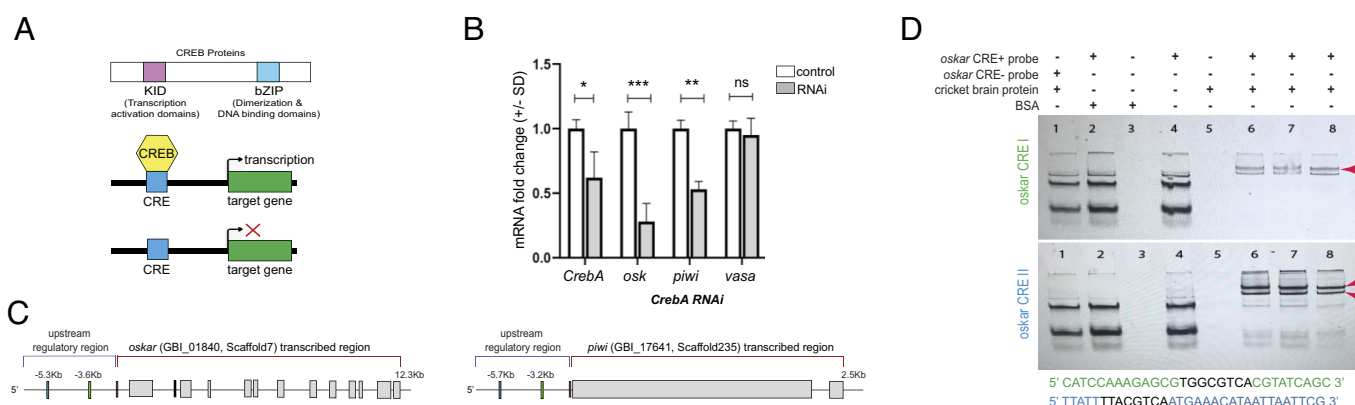 A
CREB Proteins
KID
(Transcription
activation domains)
bZIP
(Dimerization &
DNA binding domains)
CREB
transcription
CRE
target gene
CRE
target gene
B
mRNA fold change (+/- SD)
1.5
1.0
0.5
0.0
* *** ** ns
control
RNAi
CrebA osk piwi vasa
CrebA RNAi
C
upstream
regulatory region
oskar (GBI_01840, Scaffold7) transcribed region
-5.3Kb -3.6Kb 12.3Kb
5'
upstream
regulatory region
piwi (GBI_17641, Scaffold235) transcribed region
-5.7Kb -3.2Kb 2.5Kb
5'
D
oskar CRE+ probe - + - + - + + +
oskar CRE- probe + - - - - - - -
cricket brain protein + - - - + + + +
BSA - + + - - - - -
oskar CRE I
1 2 3 4 5 6 7 8
oskar CRE II
1 2 3 4 5 6 7 8
5' CATCCAAAGAGCGTGGCGTCACGTATCAGC 3'
5' TTATTTTACGTCAATGAAACATAATTAATTCG 3'